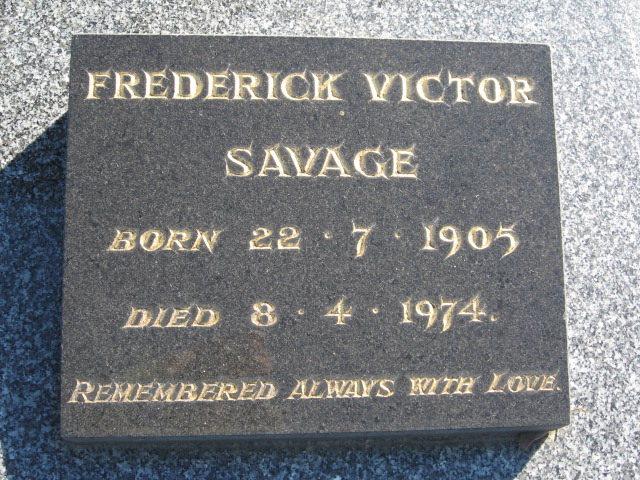 FREDERICK VICTOR
SAVAGE
BORN 22 · 7 · 1905
DIED 8 · 4 · 1974.
REMEMBERED ALWAYS WITH LOVE.